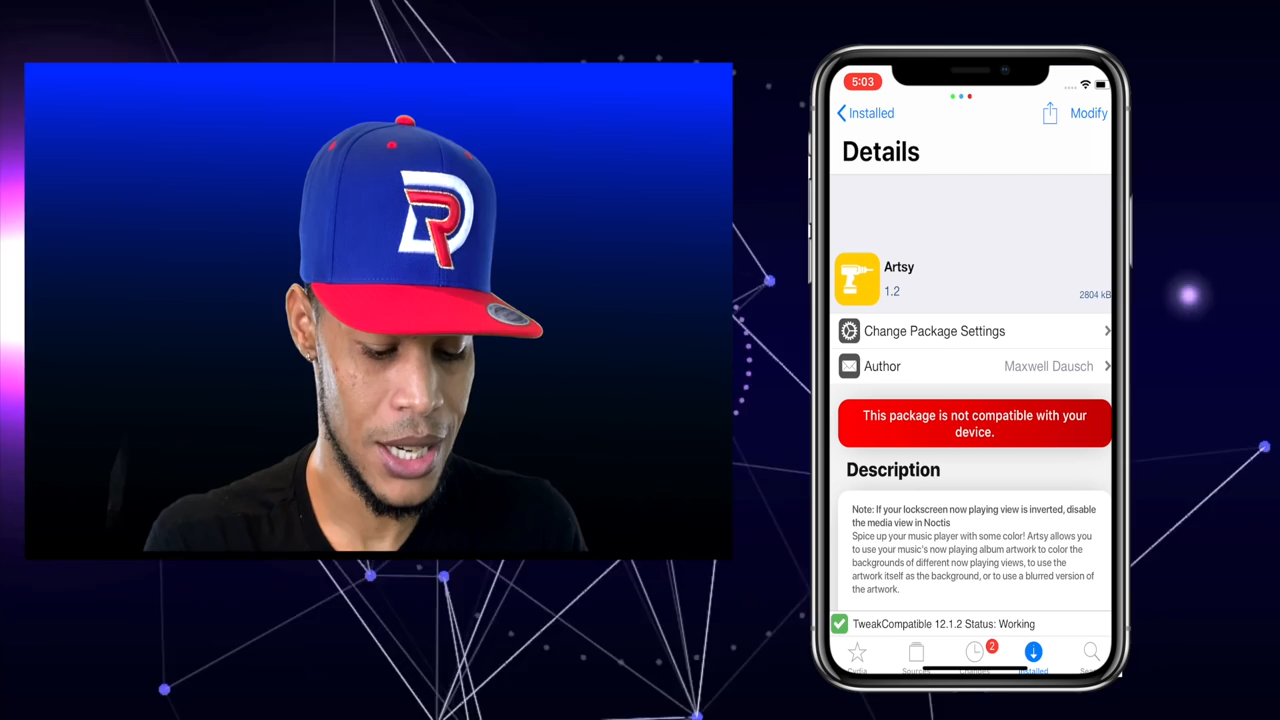 5:03
Installed
Modify
Details
Artsy
1.2
2804 kB
Change Package Settings
Author
Maxwell Dausch
This package is not compatible with your
device.
Description
Note: If your lockscreen now playing view is inverted, disable
the media view in Noctis
Spice up your music player with some color! Artsy allows you
to use your music's now playing album artwork to color the
backgrounds of different now playing views, to use the
artwork itself as the background, or to use a blurred version of
the artwork.
TweakCompatible 12.1.2 Status: Working
2
Cydia
Installed